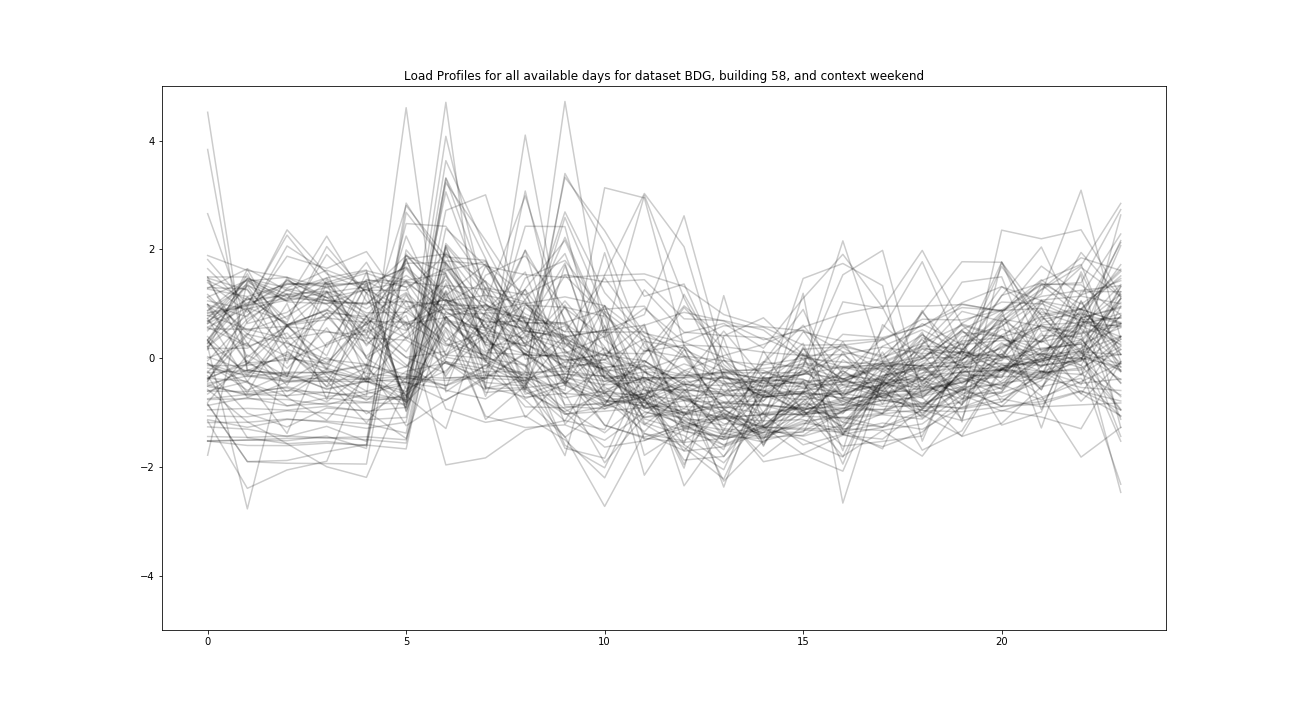 Load Profiles for all available days for dataset BDG, building 58, and context weekend
4
2
0
−2
−4
0 5 10 15 20